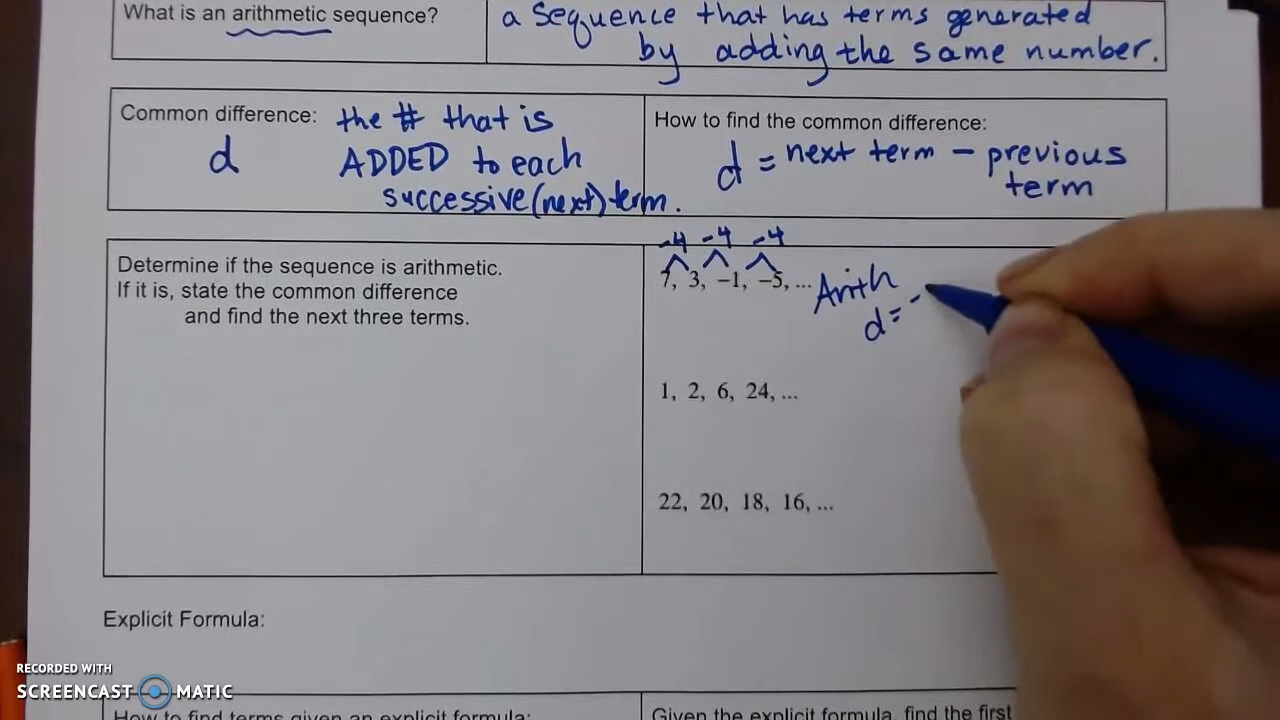 What is an arithmetic sequence?
a sequence that has terms generated
by adding the same number.
Common difference: the # that is
d ADDED to each
successive (next) term.
How to find the common difference:
d = next term - previous
term
Determine if the sequence is arithmetic.
If it is, state the common difference
and find the next three terms.
-4 -4 -4
7, 3, −1, −5, ... Arith
d = -
1, 2, 6, 24, ...
22, 20, 18, 16, ...
Explicit Formula:
How to find terms given an explicit formula:
Given the explicit formula, find the first
RECORDED WITH
SCREENCAST MATIC